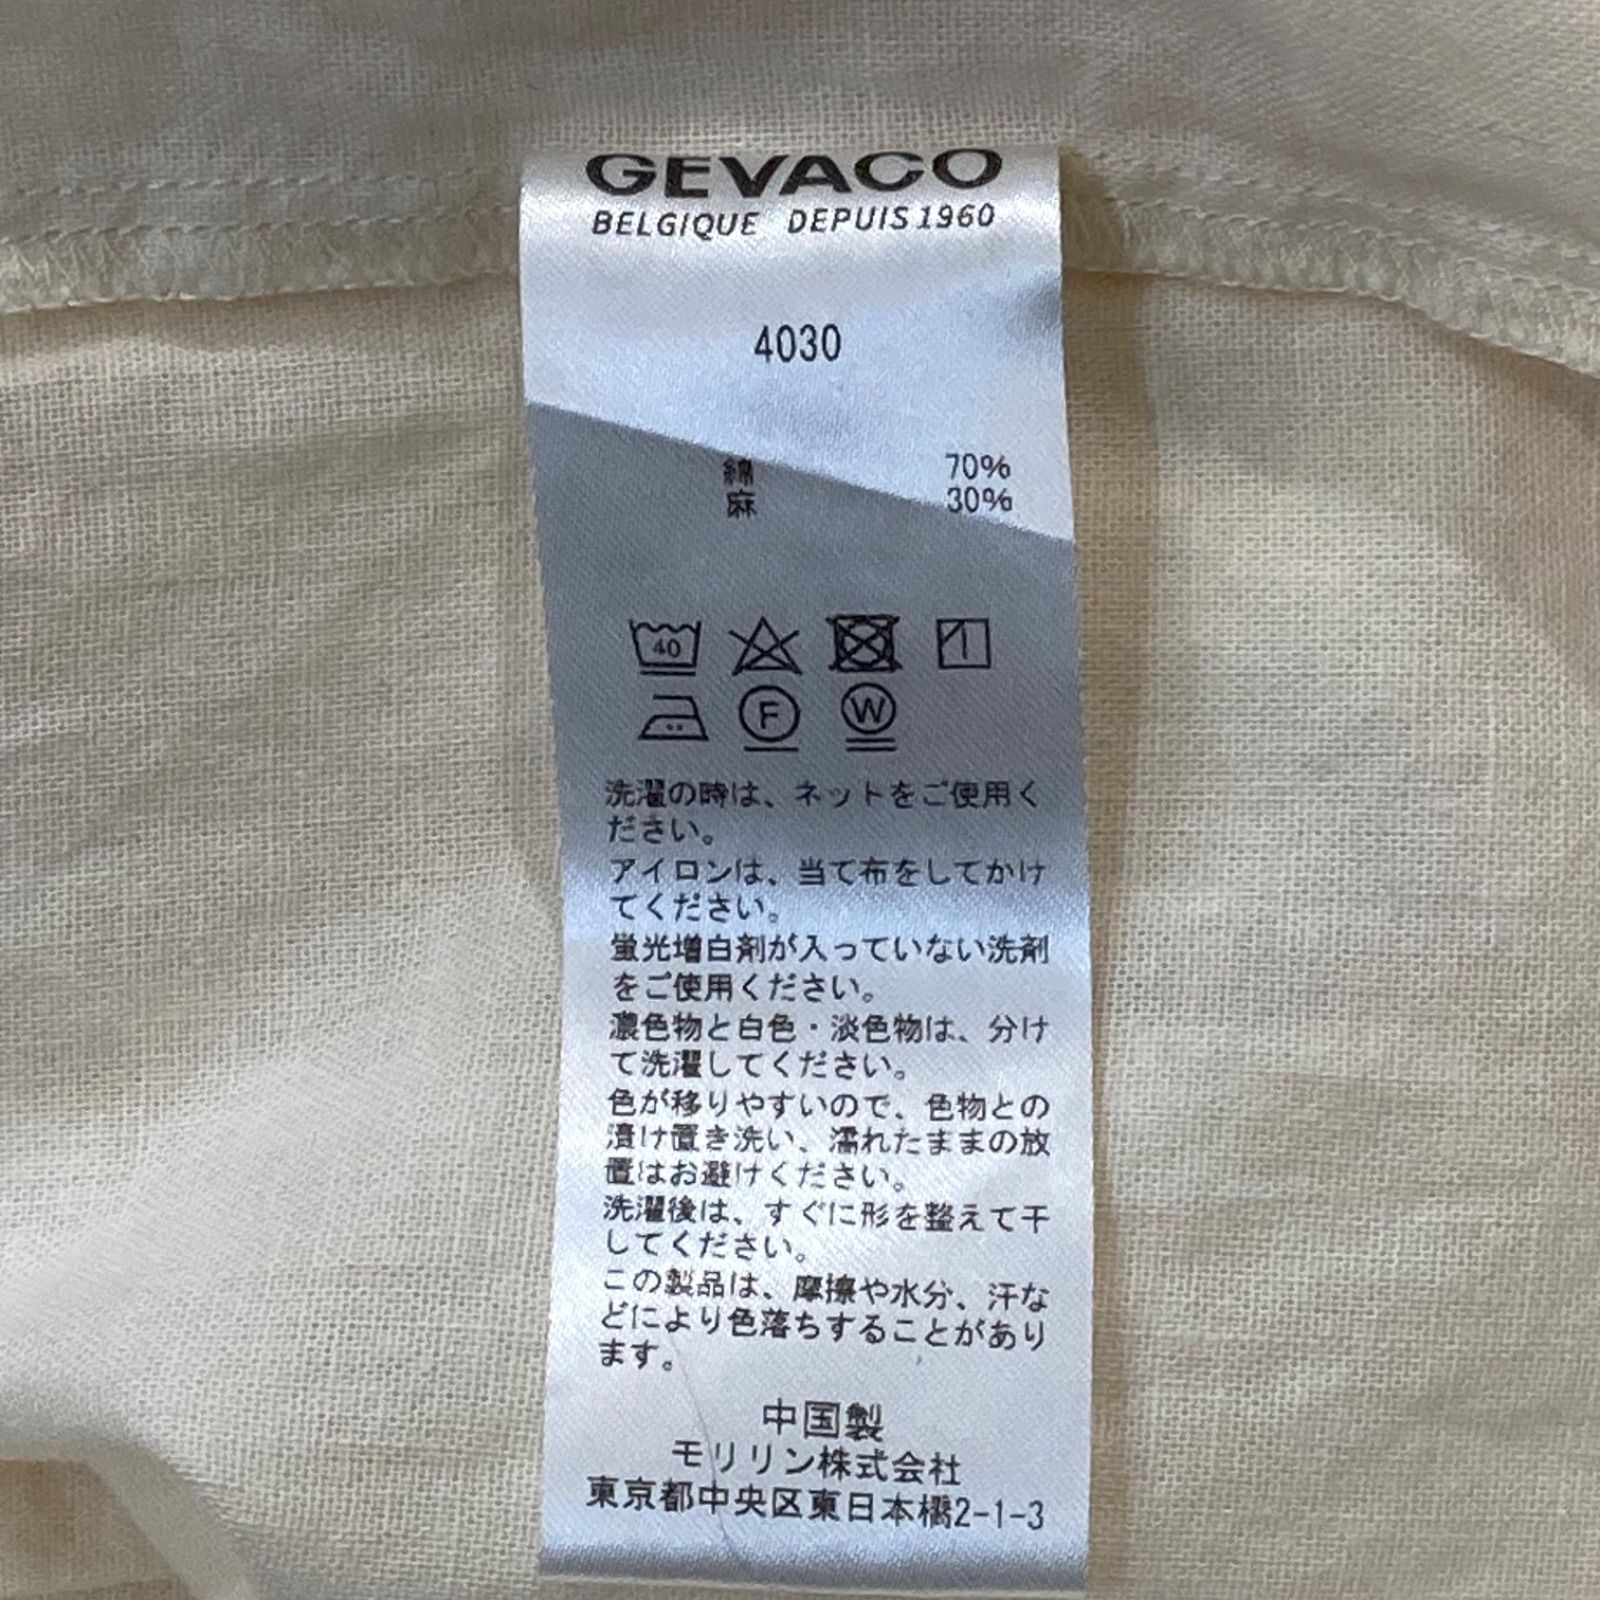 GEVACO
BELGIQUE DEPUIS 1960
4030
綿 70%
麻 30%
40
F W
洗濯の時は、ネットをご使用く
ださい。
アイロンは、当て布をしてかけ
てください。
蛍光増白剤が入っていない洗剤
をご使用ください。
濃色物と白色・淡色物は、分け
て洗濯してください。
色が移りやすいので、色物との
漬け置き洗い、濡れたままの放
置はお避けください。
洗濯後は、すぐに形を整えて干
してください。
この製品は、摩擦や水分、汗な
どにより色落ちすることがあり
ます。
中国製
モリリン株式会社
東京都中央区東日本橋2-1-3